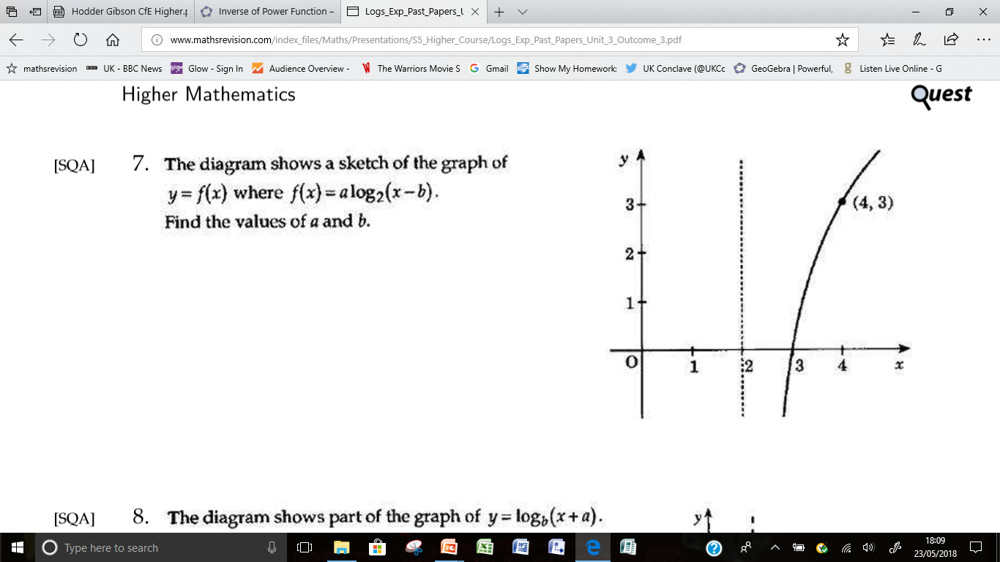 Hodder Gibson CfE Higher.p
Inverse of Power Function –
Logs_Exp_Past_Papers_U
www.mathsrevision.com/index_files/Maths/Presentations/S5_Higher_Course/Logs_Exp_Past_Papers_Unit_3_Outcome_3.pdf
mathsrevision
BBC
UK - BBC News
glow
Glow - Sign In
Audience Overview -
The Warriors Movie S
G
Gmail
Show My Homework:
UK Conclave (@UKCc
GeoGebra | Powerful,
g
Listen Live Online - G
Higher Mathematics
Quest
[SQA]
7. The diagram shows a sketch of the graph of
y = f(x) where f(x) = a log₂(x − b).
Find the values of a and b.
y
3
(4, 3)
2
1
O
1
2
3
4
x
[SQA]
8. The diagram shows part of the graph of y = log_b(x + a).
y
Type here to search
18:09
23/05/2018